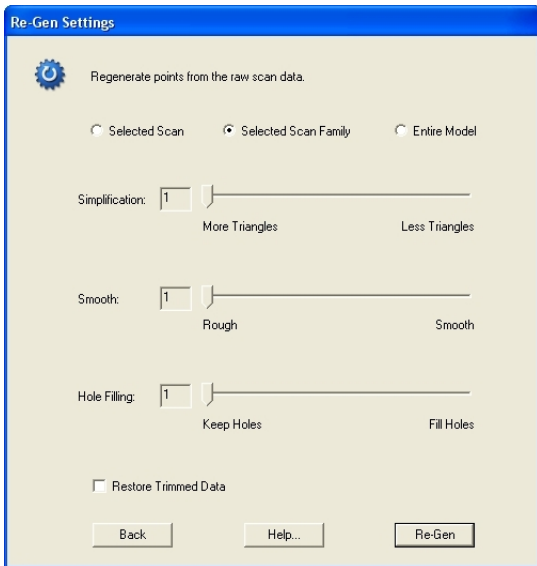 Re-Gen Settings
Regenerate points from the raw scan data.
Selected Scan Selected Scan Family Entire Model
Simplification: 1
More Triangles Less Triangles
Smooth: 1
Rough Smooth
Hole Filling: 1
Keep Holes Fill Holes
Restore Trimmed Data
Back Help... Re-Gen